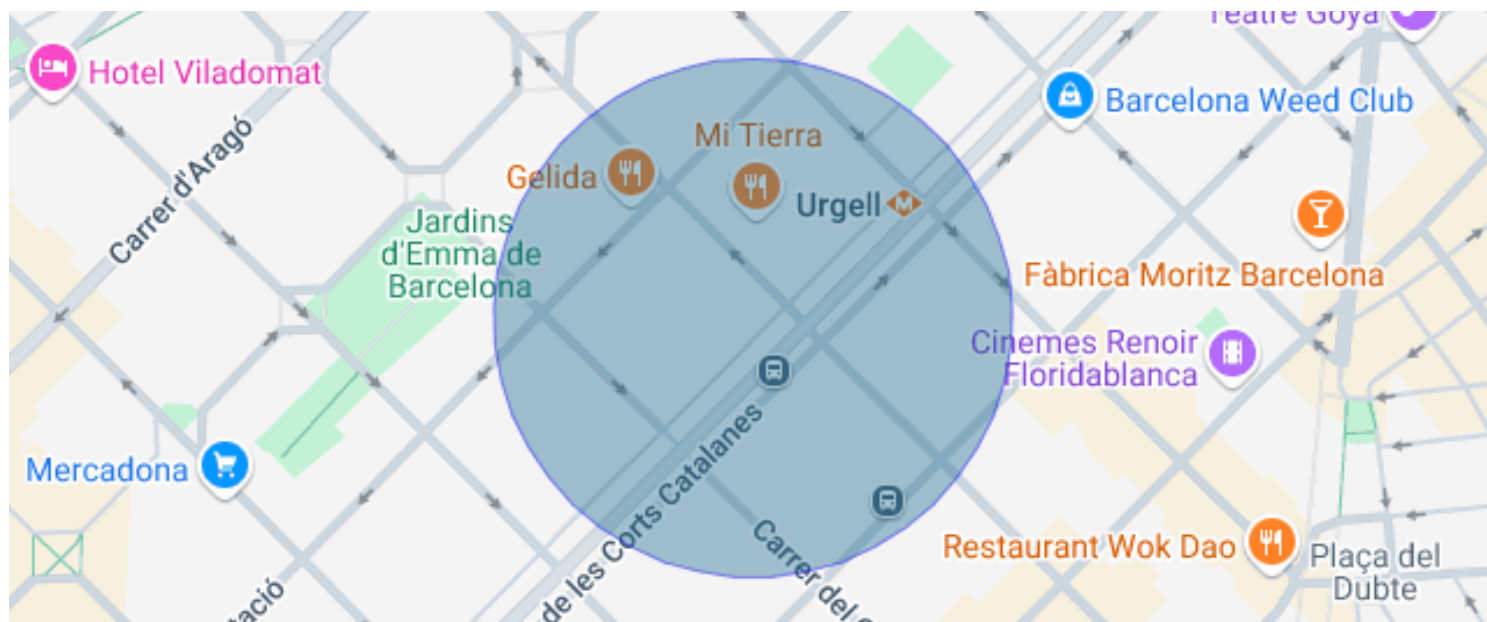 Teatre Goya
Hotel Viladomat
Barcelona Weed Club
Carrer d'Aragó
Mi Tierra
Gelida
Urgell
M
Jardins
d'Emma de
Barcelona
Fàbrica Moritz Barcelona
Cinemes Renoir
Floridablanca
Mercadona
de les Corts Catalanes
Carrer del
Restaurant Wok Dao
Plaça del
Dubte
tació